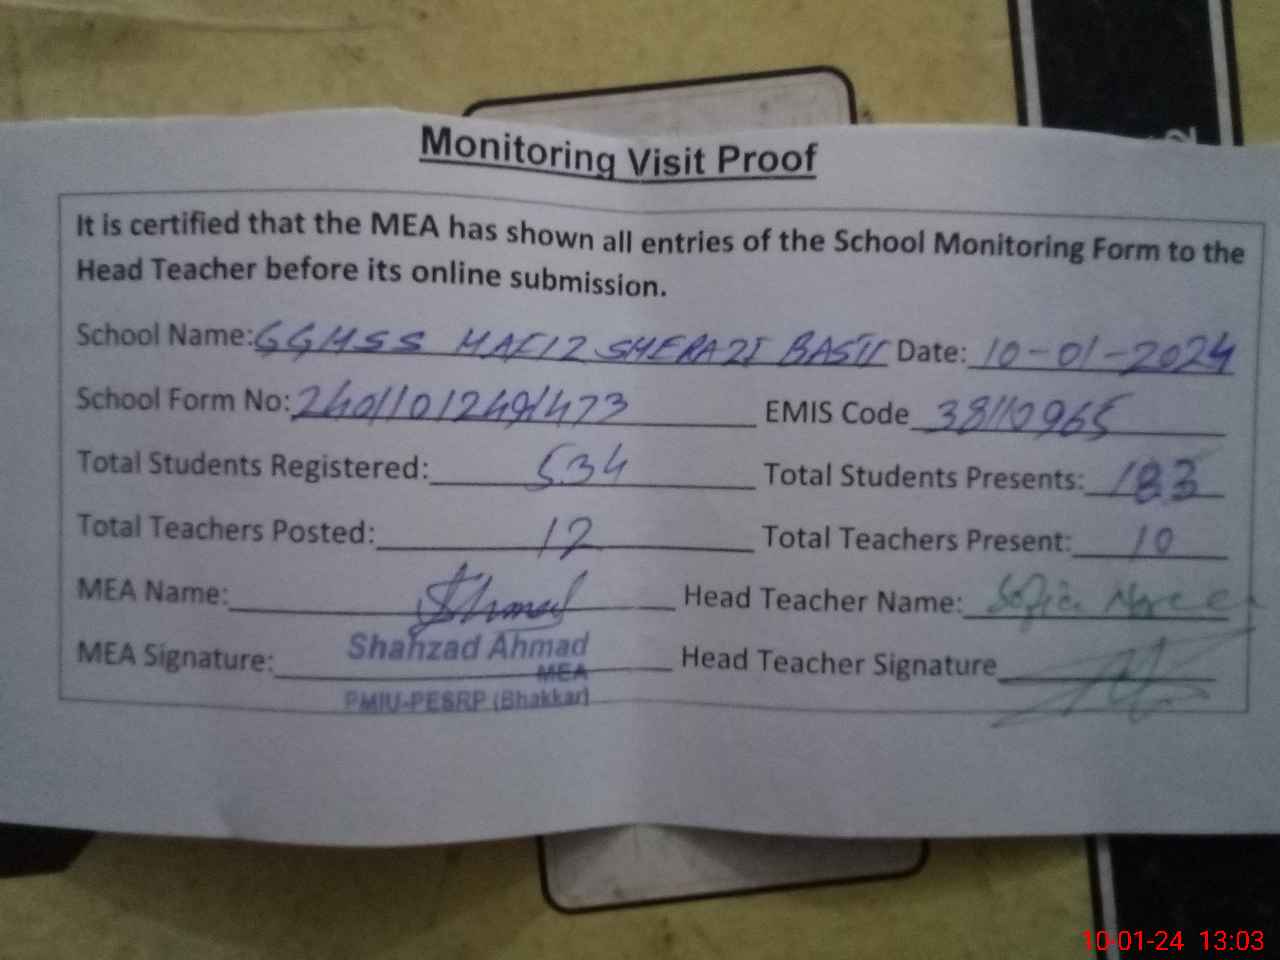 Monitoring Visit Proof
It is certified that the MEA has shown all entries of the School Monitoring Form to the
Head Teacher before its online submission.
School Name: GGHSS HAFIZ SHERAZI BASTI Date: 10-01-2024
School Form No: EMIS Code 38110965
Total Students Registered: 534 Total Students Presents: 183
Total Teachers Posted: 12 Total Teachers Present: 10
MEA Name: Head Teacher Name: Sofia
MEA Signature: Shahzad Ahmad Head Teacher Signature
MEA
PMIU-PESRP (Bhakkar)
10-01-24 13:03